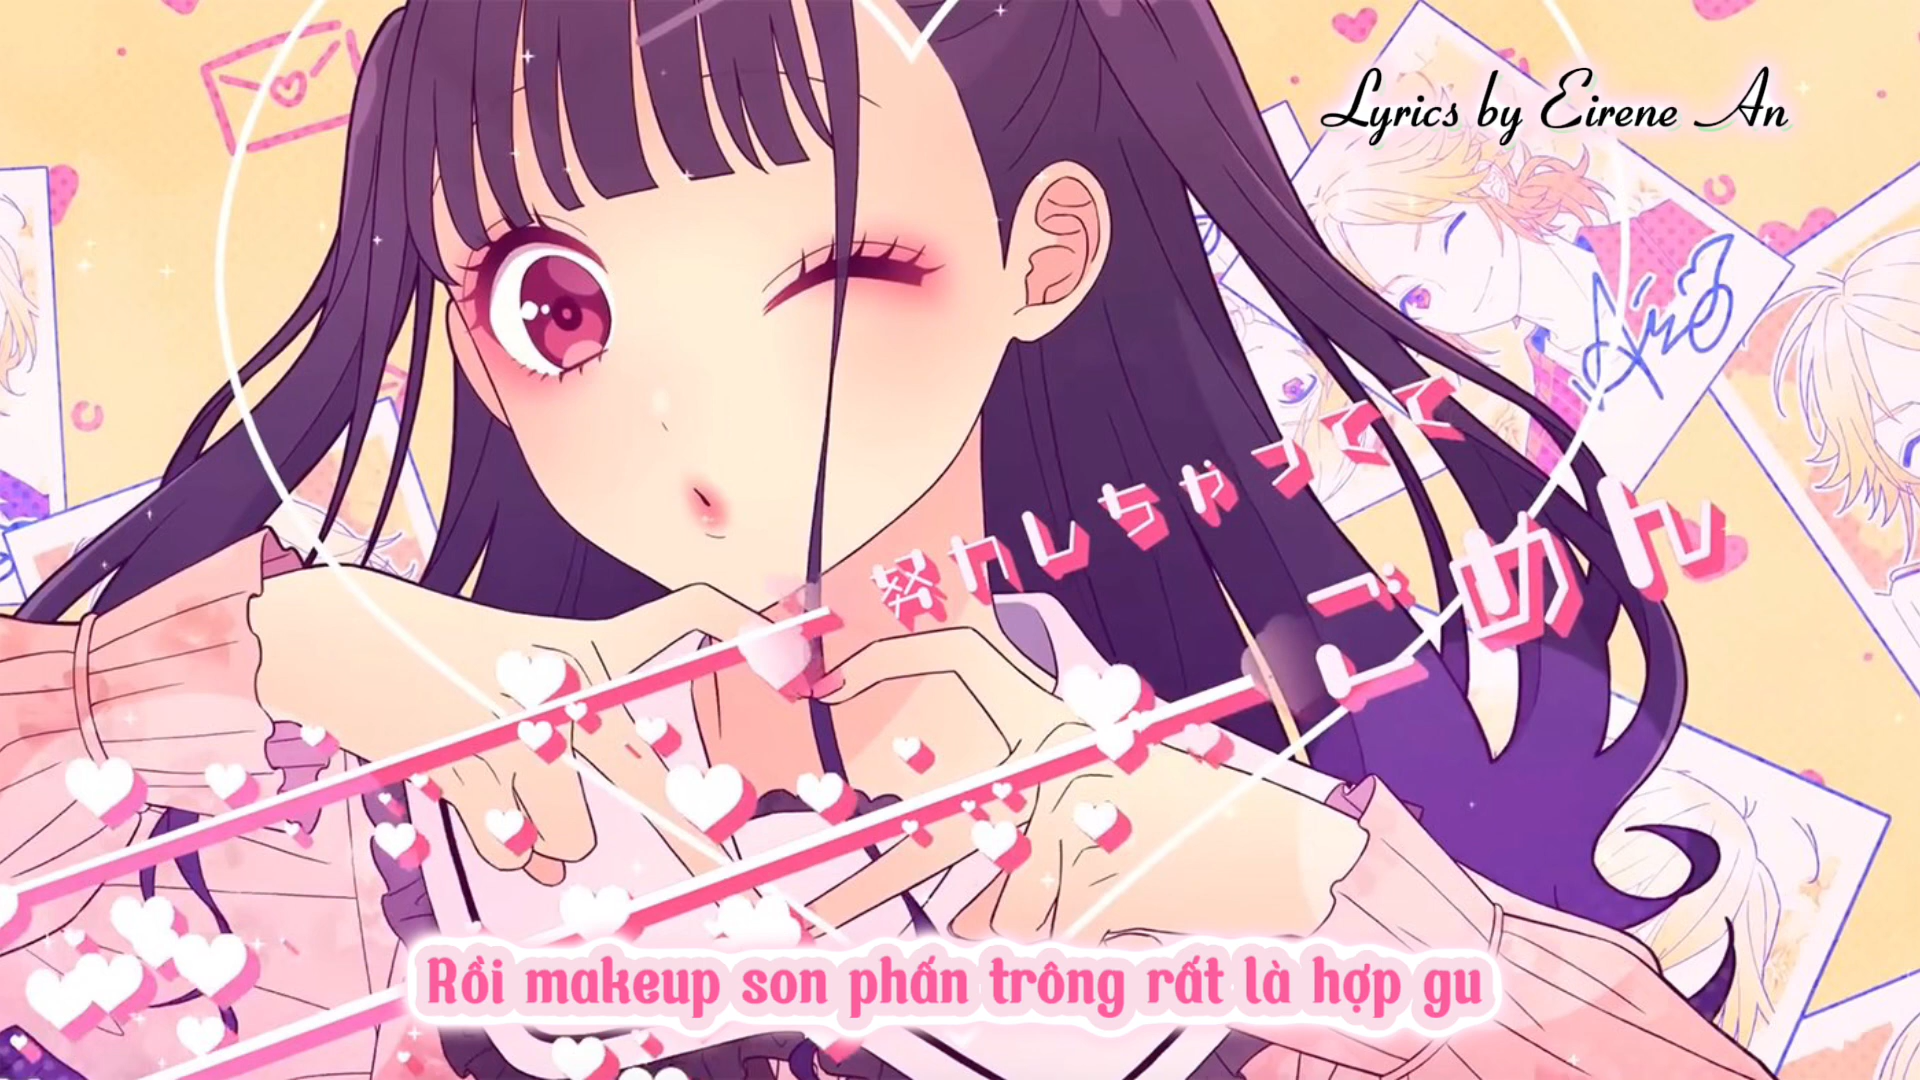 Lyrics by Eirene An
努力しちゃってて
ごめん
Rồi makeup son phấn trông rất là hợp gu